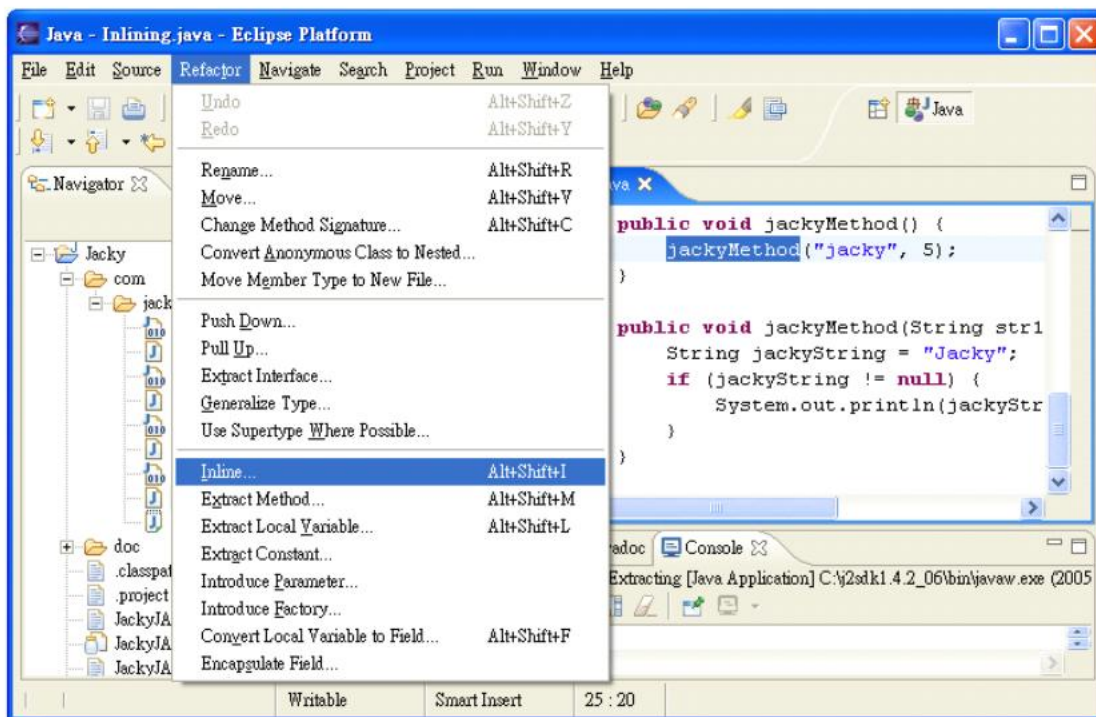 Java - Inlining.java - Eclipse Platform
File Edit Source Refactor Navigate Search Project Run Window Help
Undo Alt+Shift+Z
Redo Alt+Shift+Y
Java
Rename... Alt+Shift+R
Move... Alt+Shift+V
Change Method Signature... Alt+Shift+C
Convert Anonymous Class to Nested...
Move Member Type to New File...
Push Down...
Pull Up...
Extract Interface...
Generalize Type...
Use Supertype Where Possible...
Inline... Alt+Shift+I
Extract Method... Alt+Shift+M
Extract Local Variable... Alt+Shift+L
Extract Constant...
Introduce Parameter...
Introduce Factory...
Convert Local Variable to Field... Alt+Shift+F
Encapsulate Field...
Navigator
Jacky
com
jack
doc
.classpat
.project
JackyJA
JackyJA
JackyJA
ava
public void jackyMethod() {
jackyMethod("jacky", 5);
}
public void jackyMethod(String str1
String jackyString = "Jacky";
if (jackyString != null) {
System.out.println(jackyStr
}
}
adoc Console
Extracting [Java Application] C:\j2sdk1.4.2_06\bin\javaw.exe (2005
Writable Smart Insert 25 : 20